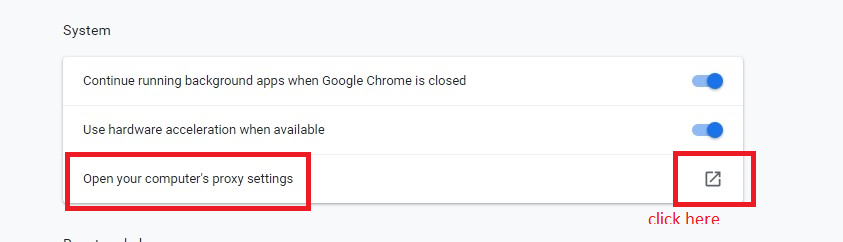 System
Continue running background apps when Google Chrome is closed
Use hardware acceleration when available
Open your computer's proxy settings
click here